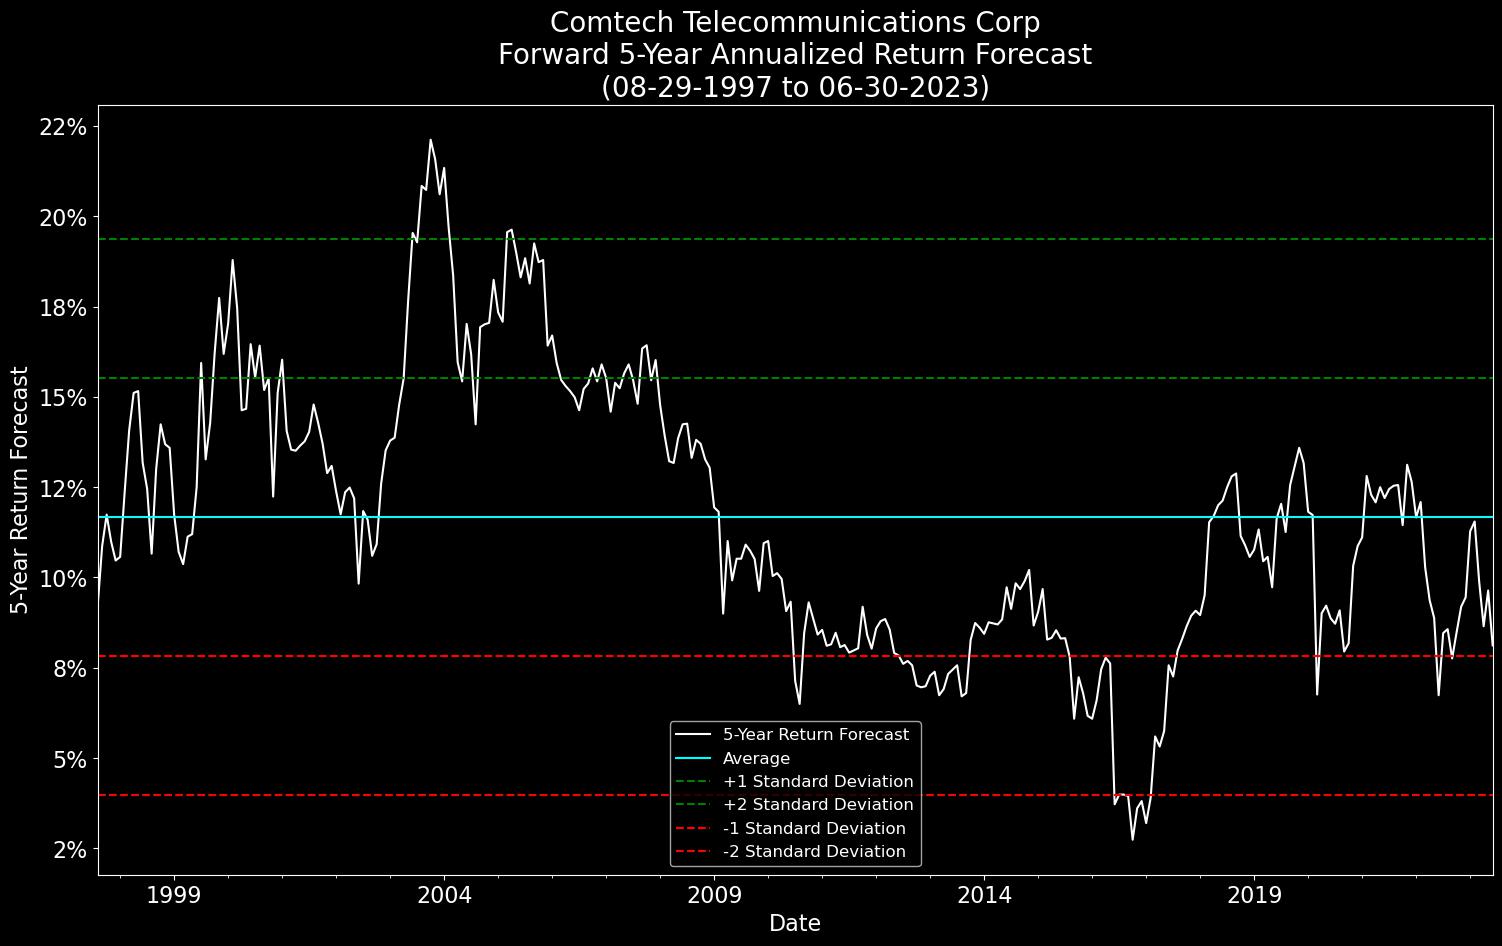 Comtech Telecommunications Corp
Forward 5-Year Annualized Return Forecast
(08-29-1997 to 06-30-2023)
22%
20%
18%
15%
12%
10%
8%
5%
2%
5-Year Return Forecast
5-Year Return Forecast
Average
+1 Standard Deviation
+2 Standard Deviation
-1 Standard Deviation
-2 Standard Deviation
1999
2004
2009
2014
2019
Date